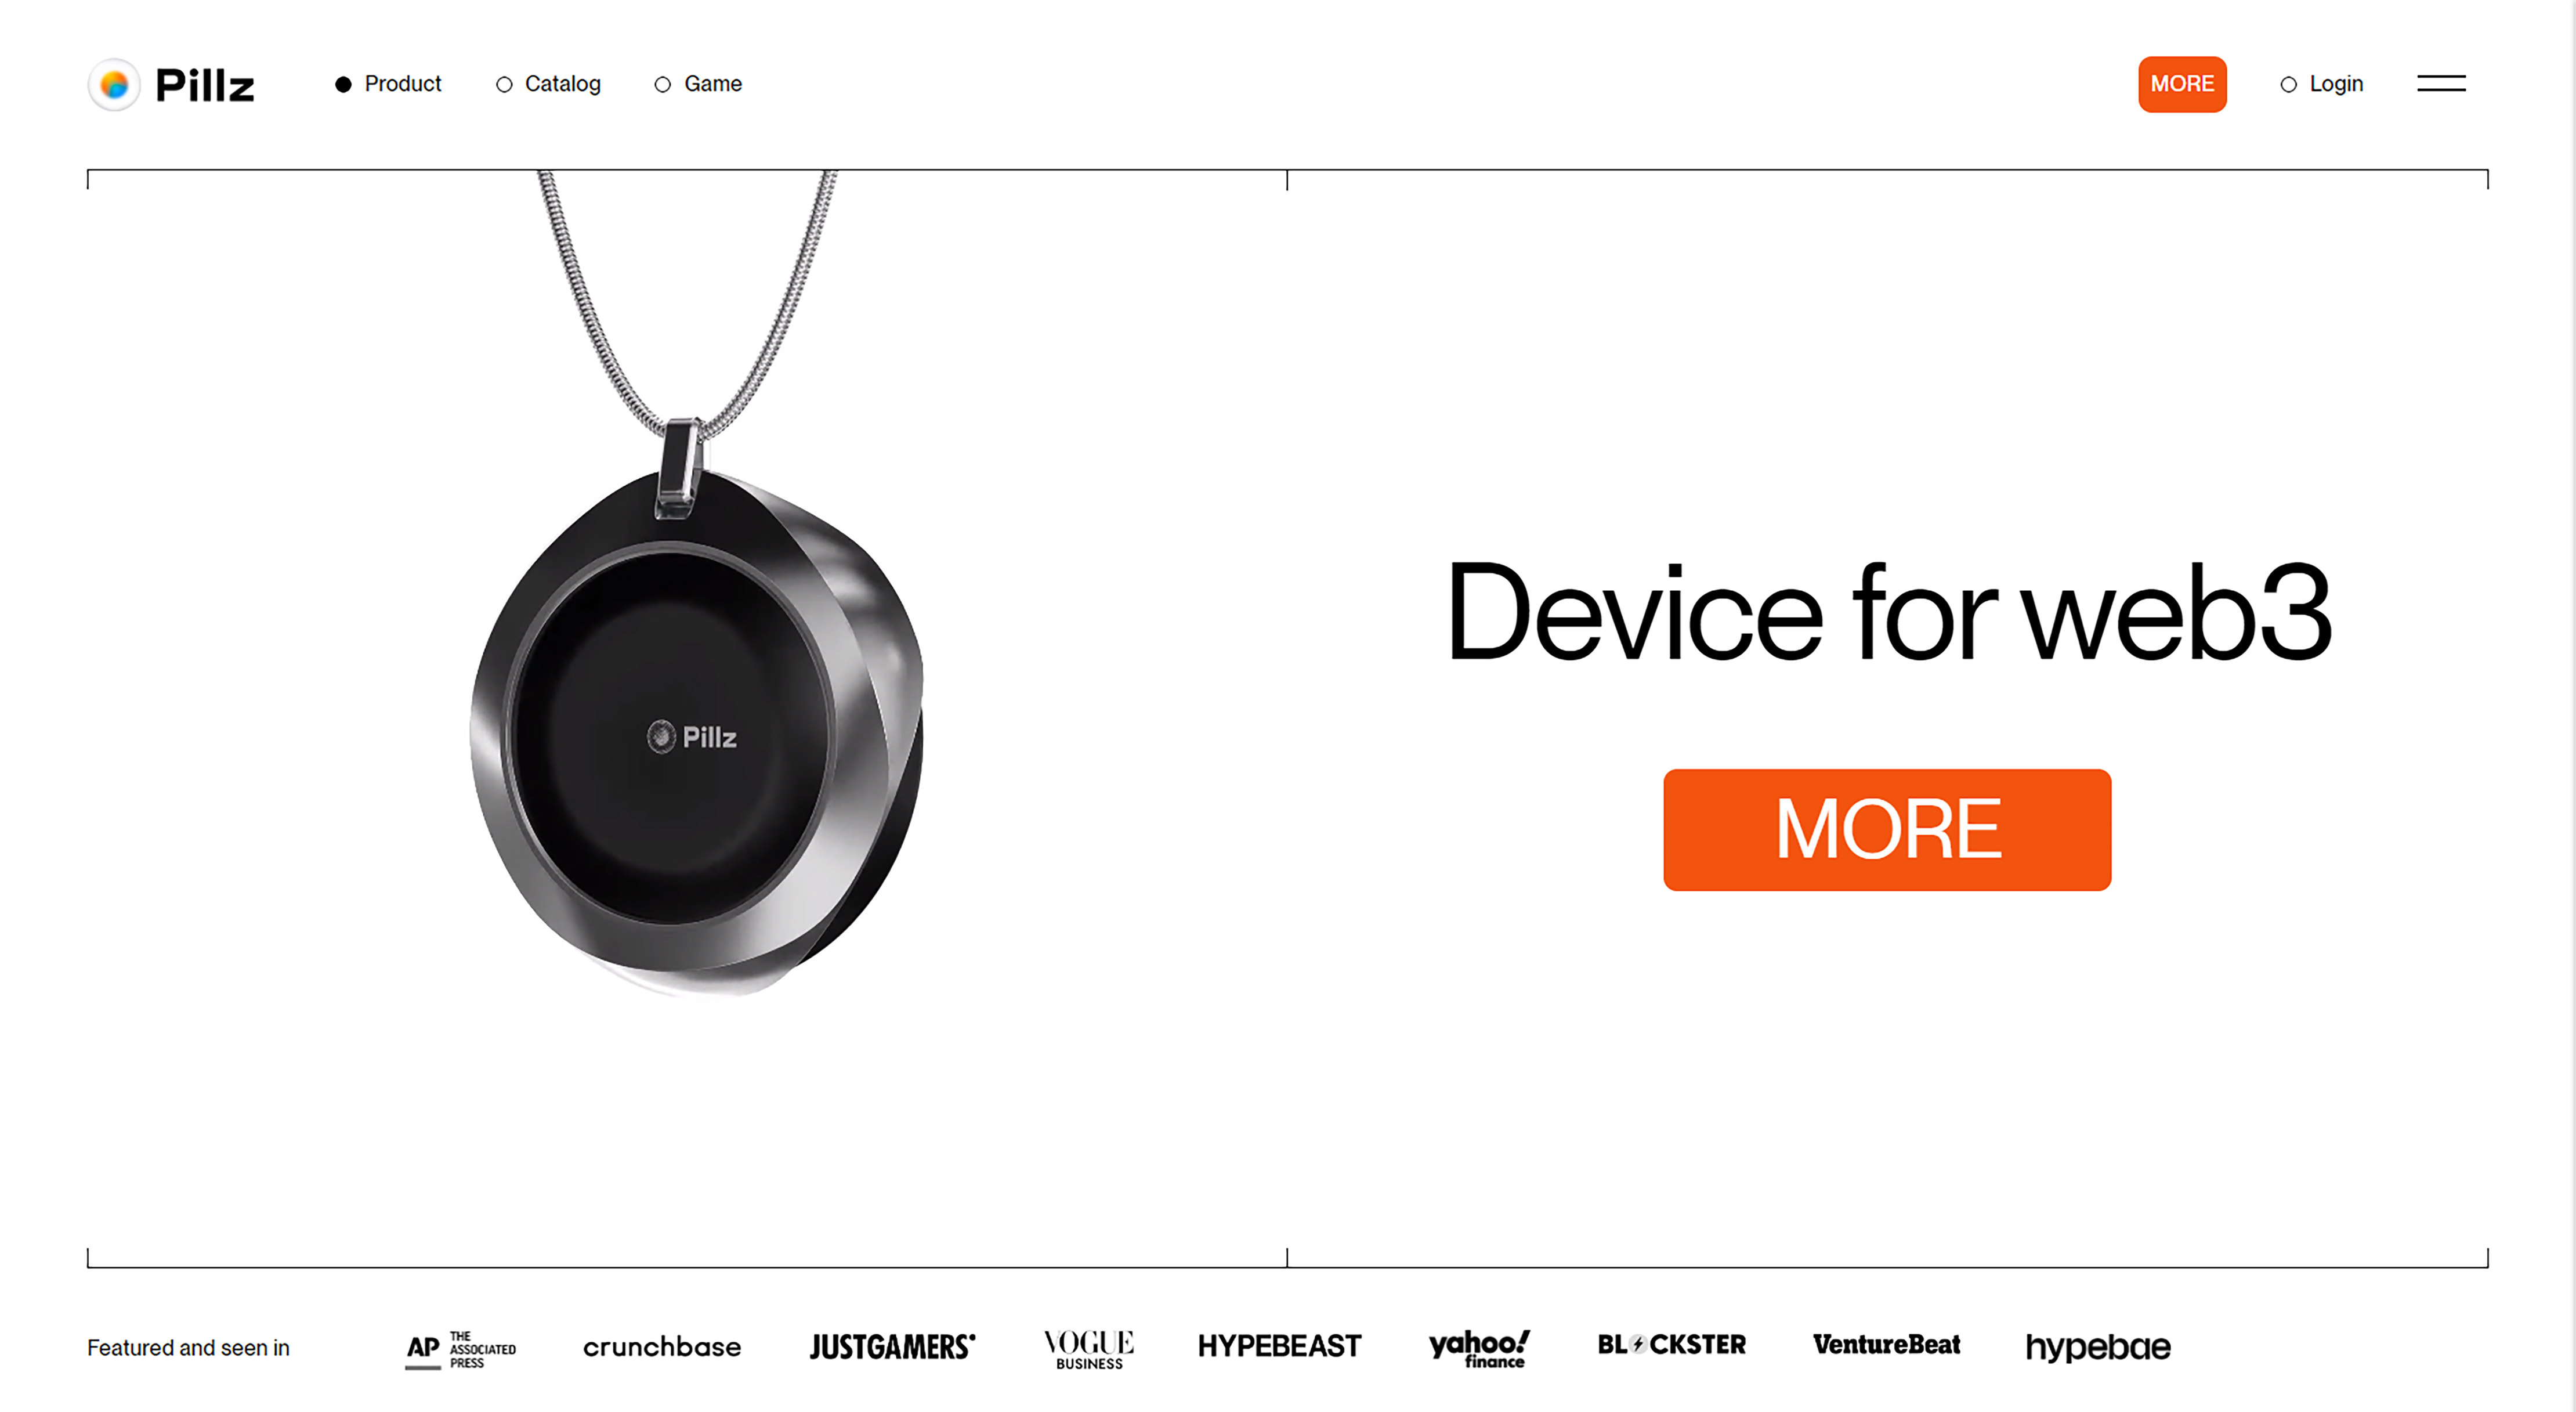 Pillz
Product
Catalog
Game
MORE
Login
Pillz
Device for web3
MORE
Featured and seen in
AP THE ASSOCIATED PRESS
crunchbase
JUSTGAMERS
VOGUE BUSINESS
HYPEBEAST
yahoo! finance
BLOCKSTER
VentureBeat
hypebae